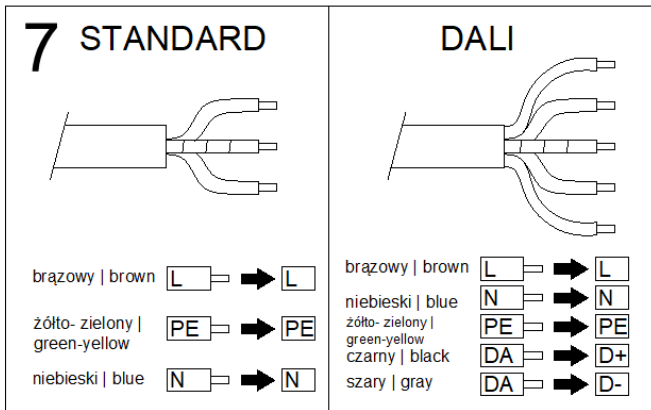 7 STANDARD
brązowy | brown L L
żółto- zielony |
green-yellow PE PE
niebieski | blue N N
DALI
brązowy | brown L L
niebieski | blue N N
żółto- zielony |
green-yellow PE PE
czarny | black DA D+
szary | gray DA D-